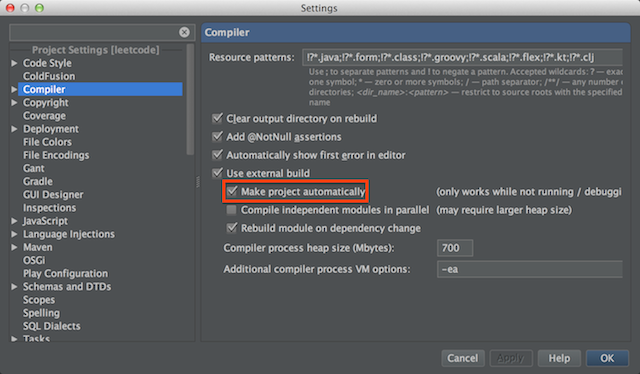 Settings
Project Settings [leetcode]
Code Style
ColdFusion
Compiler
Copyright
Coverage
Deployment
File Colors
File Encodings
Gant
Gradle
GUI Designer
Inspections
JavaScript
Language Injections
Maven
OSGi
Play Configuration
Schemas and DTDs
Scopes
Spelling
SQL Dialects
Tasks
Compiler
Resource patterns: !?*.java;!?*.form;!?*.class;!?*.groovy;!?*.scala;!?*.flex;!?*.kt;!?*.clj
Use ; to separate patterns and ! to negate a pattern. Accepted wildcards: ? — exa
one symbol; * — zero or more symbols; / — path separator; /**/ — any number
directories; <dir_name>:<pattern> — restrict to source roots with the specified
name
Clear output directory on rebuild
Add @NotNull assertions
Automatically show first error in editor
Use external build
Make project automatically (only works while not running / debuggi
Compile independent modules in parallel (may require larger heap size)
Rebuild module on dependency change
Compiler process heap size (Mbytes): 700
Additional compiler process VM options: -ea
Cancel Apply Help OK